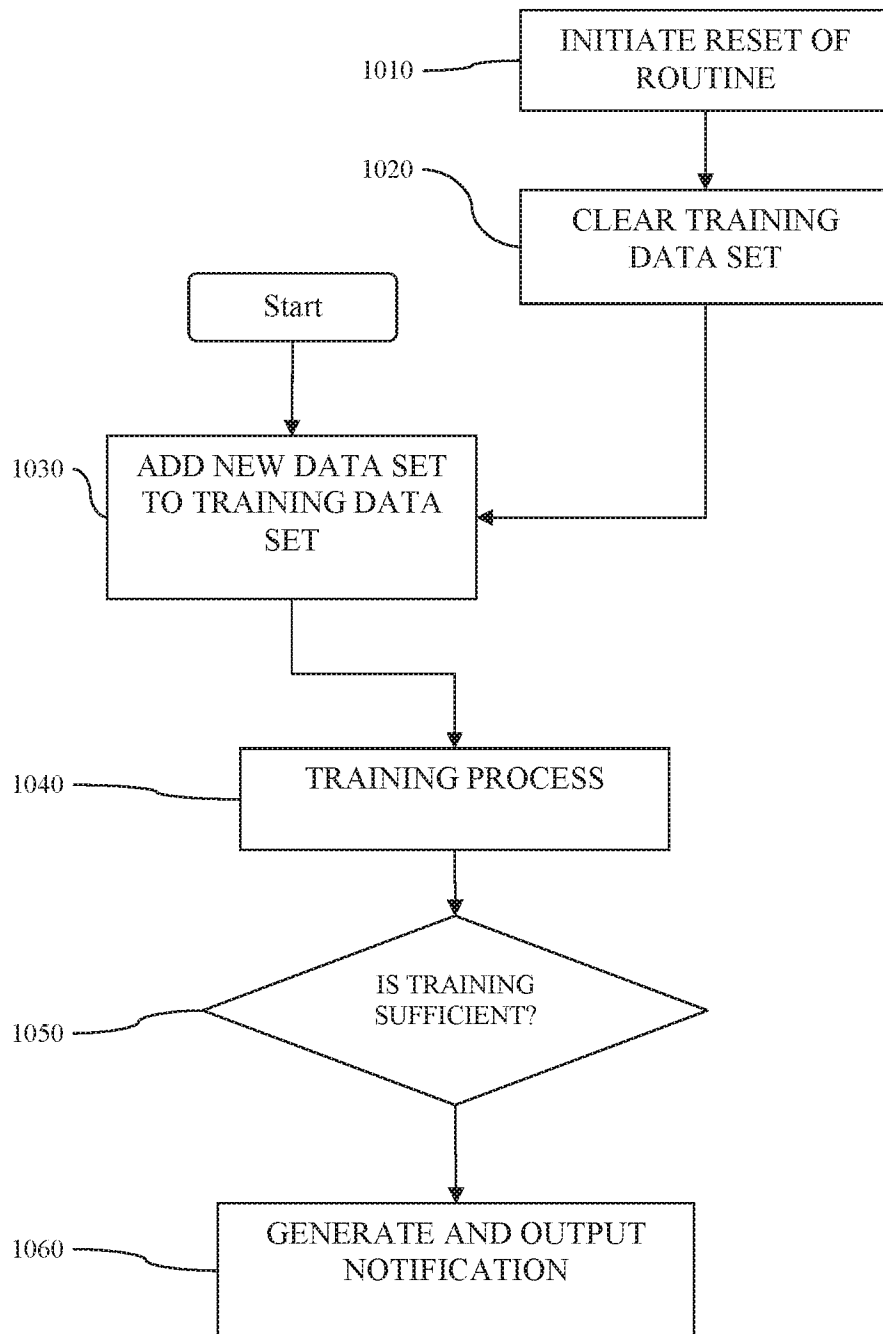 1010
INITIATE RESET OF
ROUTINE
1020
CLEAR TRAINING
DATA SET
Start
1030
ADD NEW DATA SET
TO TRAINING DATA
SET
1040
TRAINING PROCESS
1050
IS TRAINING
SUFFICIENT?
1060
GENERATE AND OUTPUT
NOTIFICATION